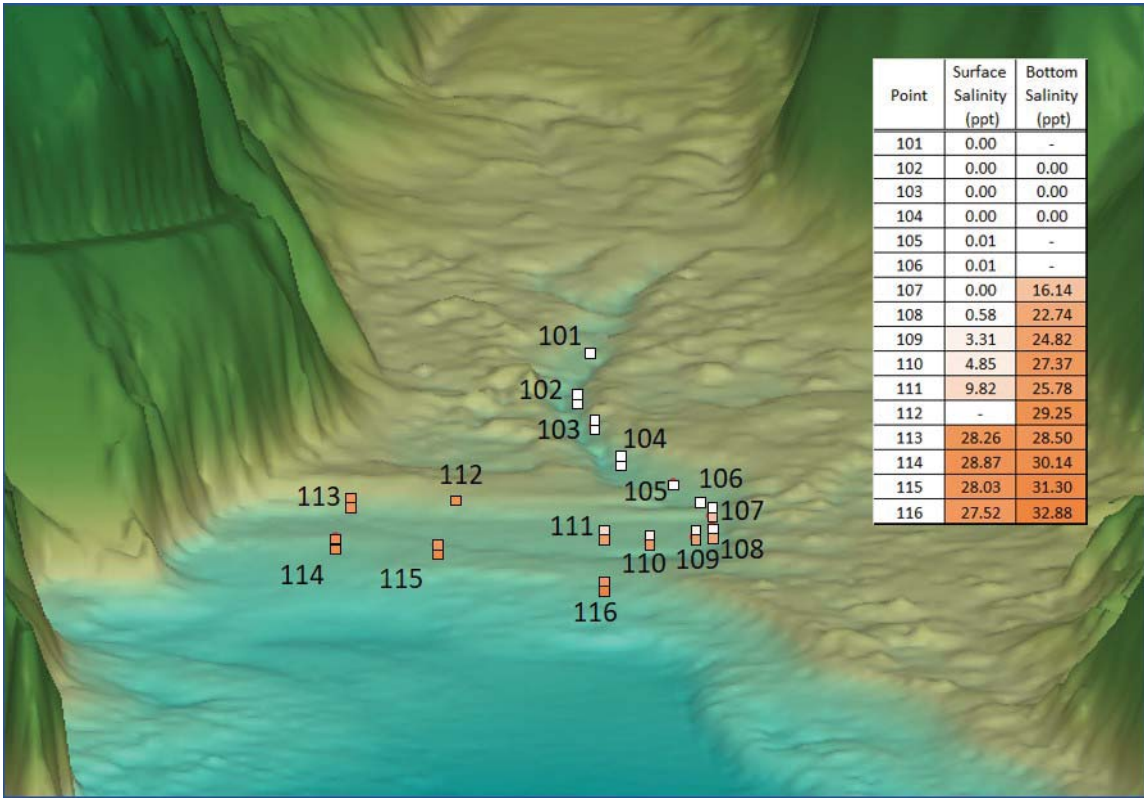 Point Surface Salinity (ppt) Bottom Salinity (ppt)
101 0.00 -
102 0.00 0.00
103 0.00 0.00
104 0.00 0.00
105 0.01 -
106 0.01 -
107 0.00 16.14
108 0.58 22.74
109 3.31 24.82
110 4.85 27.37
111 9.82 25.78
112 - 29.25
113 28.26 28.50
114 28.87 30.14
115 28.03 31.30
116 27.52 32.88
101
102
103
104
105
106
107
108
109
110
111
112
113
114
115
116